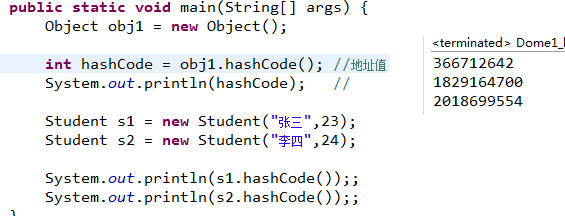 public static void main(String[] args) {
Object obj1 = new Object();
int hashCode = obj1.hashCode(); //地址值
System.out.println(hashCode); //
Student s1 = new Student("张三",23);
Student s2 = new Student("李四",24);
System.out.println(s1.hashCode());;
System.out.println(s2.hashCode());;
}
<terminated> Dome1_
366712642
1829164700
2018699554